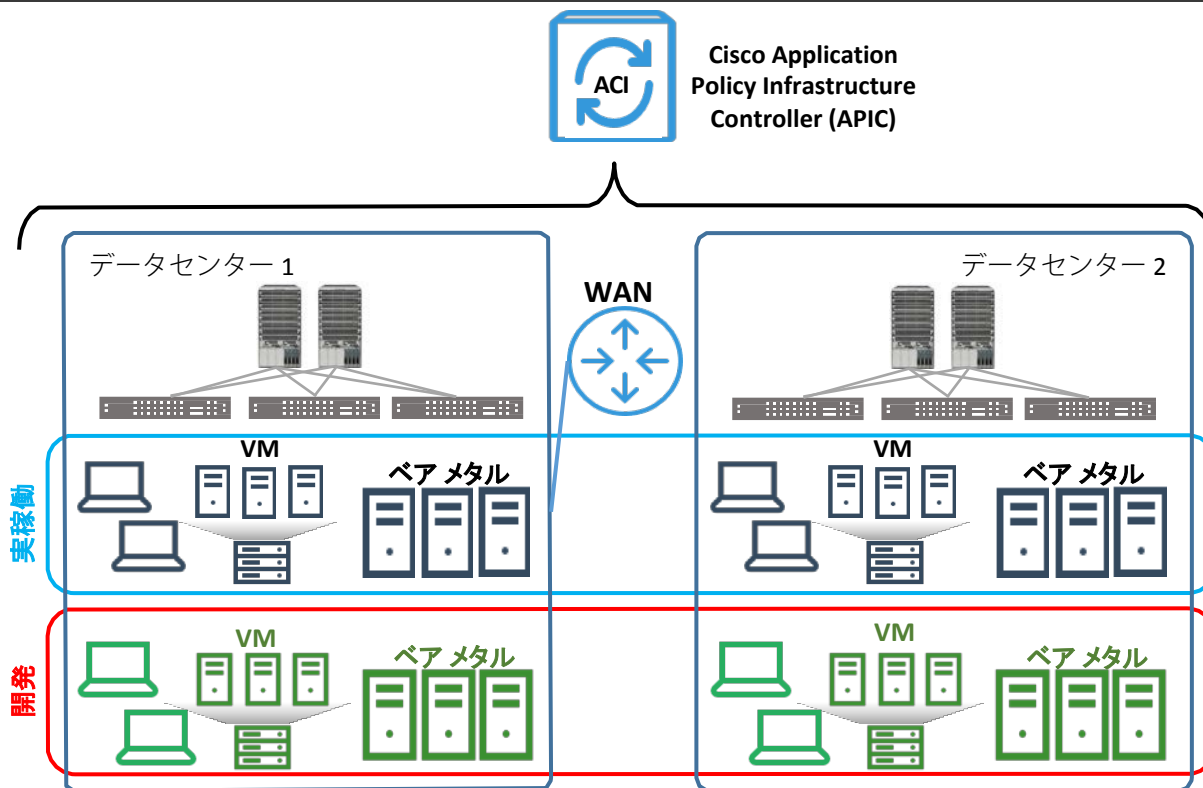 ACI
Cisco Application
Policy Infrastructure
Controller (APIC)
データセンター 1
WAN
データセンター 2
実稼働
VM
ベア メタル
VM
ベア メタル
開発
VM
ベア メタル
VM
ベア メタル